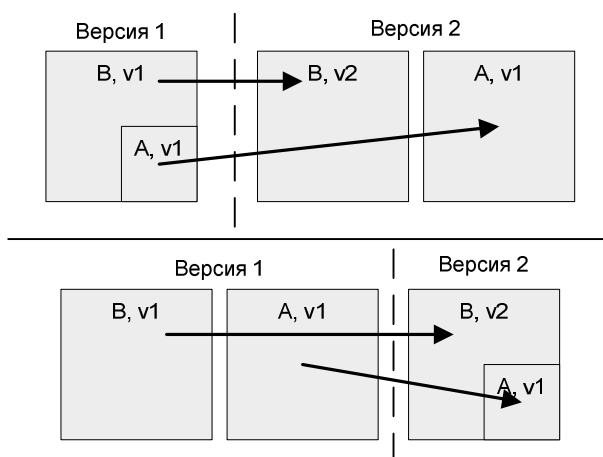 Версия 1
Версия 2
B, v1
B, v2
A, v1
A, v1
Версия 1
Версия 2
B, v1
A, v1
B, v2
A, v1